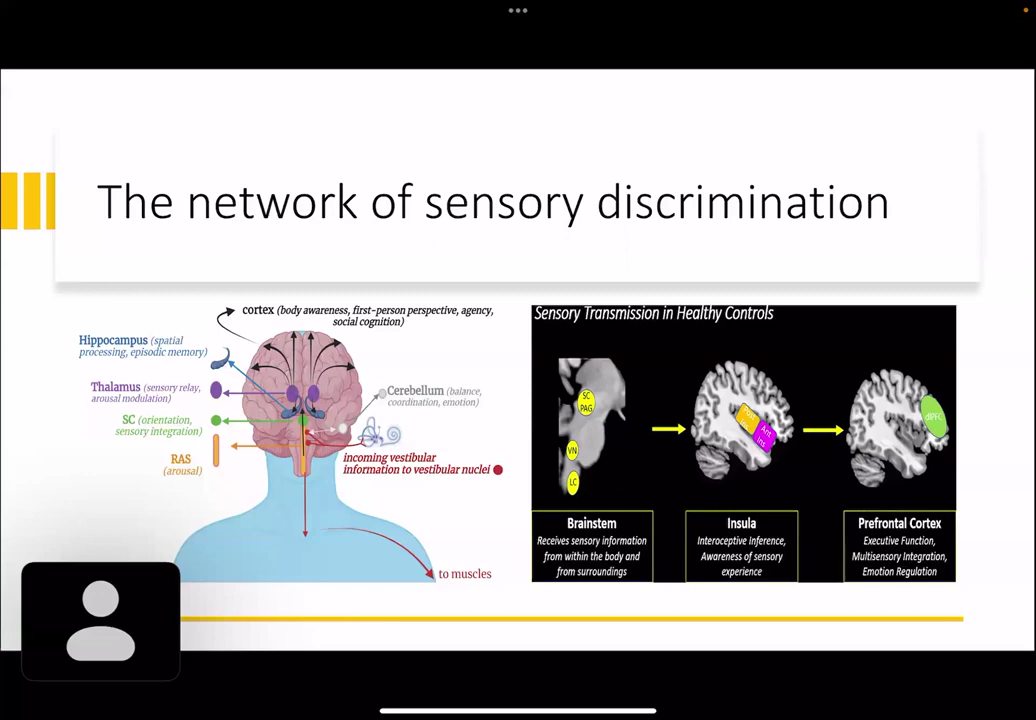 The network of sensory discrimination
cortex (body awareness, first-person perspective, agency,
social cognition)
Hippocampus (spatial
processing, episodic memory)
Thalamus (sensory relay,
arousal modulation)
SC (orientation,
sensory integration)
RAS
(arousal)
Cerebellum (balance,
coordination, emotion)
incoming vestibular
information to vestibular nuclei
to muscles
Sensory Transmission in Healthy Controls
SC
PAG
VN
LC
Post
Ant
Ins
dlPFC
Brainstem
Receives sensory information
from within the body and
from surroundings
Insula
Interoceptive Inference,
Awareness of sensory
experience
Prefrontal Cortex
Executive Function,
Multisensory Integration,
Emotion Regulation